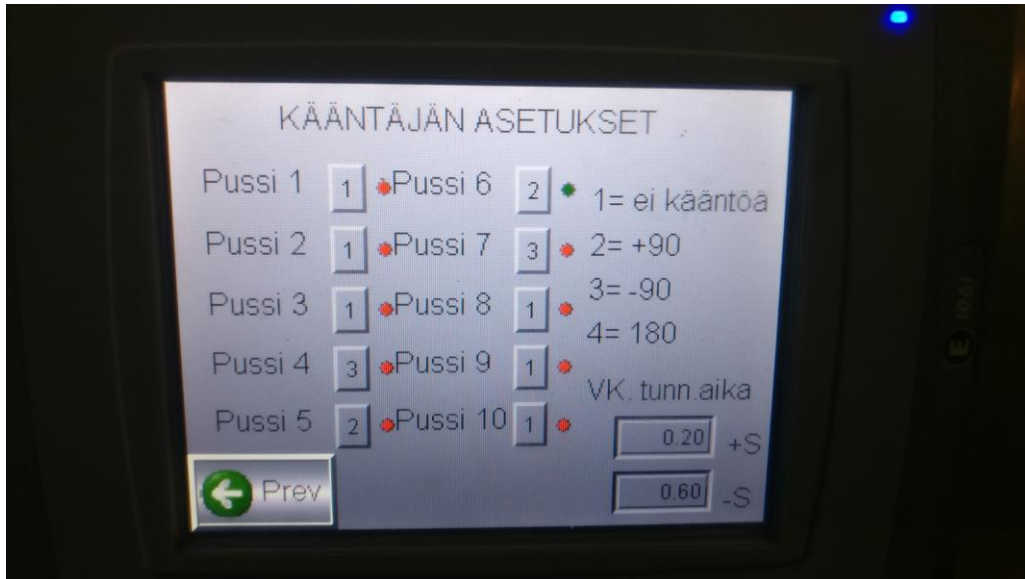 KÄÄNTÄJÄN ASETUKSET
Pussi 1 1 Pussi 6 2 1= ei kääntöä
Pussi 2 1 Pussi 7 3 2= +90
Pussi 3 1 Pussi 8 1 3= -90
4= 180
Pussi 4 3 Pussi 9 1
VK. tunn.aika
Pussi 5 2 Pussi 10 1 0.20 +S
Prev 0.60 -S
E 1061